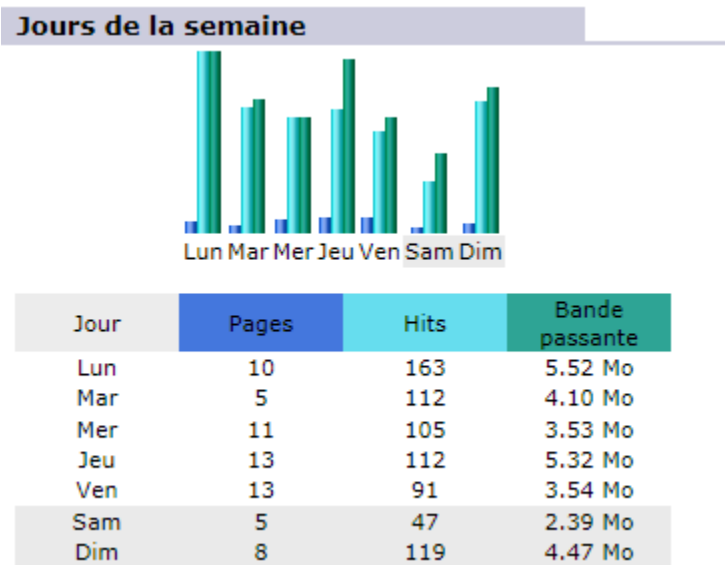 Jours de la semaine
Lun Mar Mer Jeu Ven Sam Dim
Jour Pages Hits Bande
passante
Lun 10 163 5.52 Mo
Mar 5 112 4.10 Mo
Mer 11 105 3.53 Mo
Jeu 13 112 5.32 Mo
Ven 13 91 3.54 Mo
Sam 5 47 2.39 Mo
Dim 8 119 4.47 Mo